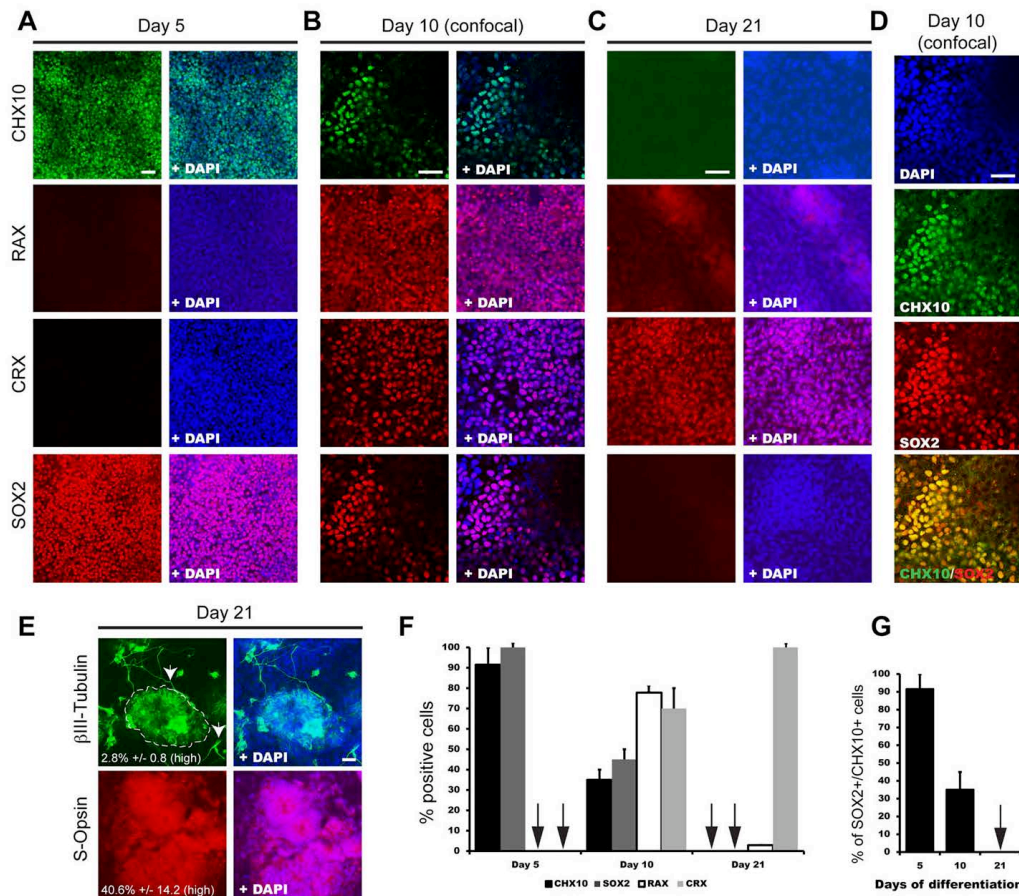 A
Day 5
B
Day 10 (confocal)
C
Day 21
D
Day 10
(confocal)
CHX10
+ DAPI
+ DAPI
+ DAPI
DAPI
RAX
+ DAPI
+ DAPI
+ DAPI
CHX10
CRX
+ DAPI
+ DAPI
+ DAPI
SOX2
SOX2
+ DAPI
+ DAPI
+ DAPI
CHX10/SOX2
E
Day 21
βIII-Tubulin
2.8% +/- 0.8 (high)
+ DAPI
S-Opsin
40.6% +/- 14.2 (high)
+ DAPI
F
% positive cells
100
90
80
70
60
50
40
30
20
10
0
Day 5
Day 10
Day 21
CHX10 SOX2 RAX CRX
G
% of SOX2+/CHX10+ cells
100
90
80
70
60
50
40
30
20
10
0
5 10 21
Days of differentiation